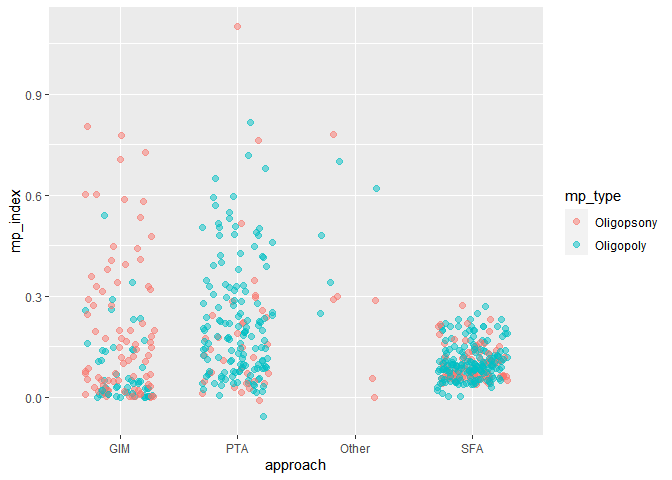 0.9
0.6
0.3
0.0
mp_index
GIM
PTA
Other
SFA
approach
mp_type
Oligopsony
Oligopoly